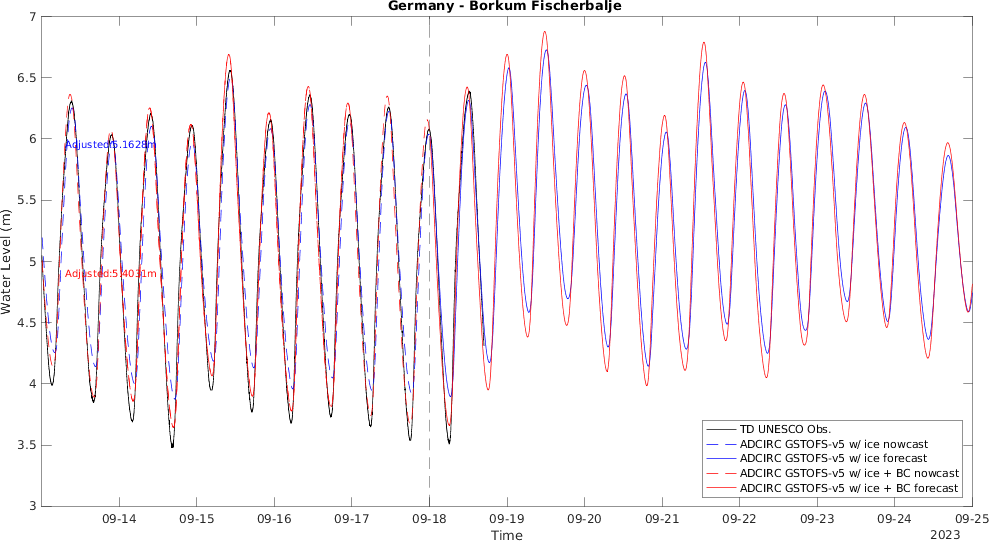 Germany - Borkum Fischerbalje
7
6.5
6
5.5
5
4.5
4
3.5
3
Water Level (m)
Adjusted:5.1628m
Adjusted:5.4031m
TD UNESCO Obs.
ADCIRC GSTOFS-v5 w/ ice nowcast
ADCIRC GSTOFS-v5 w/ ice forecast
ADCIRC GSTOFS-v5 w/ ice + BC nowcast
ADCIRC GSTOFS-v5 w/ ice + BC forecast
09-14 09-15 09-16 09-17 09-18 09-19 09-20 09-21 09-22 09-23 09-24 09-25
Time
2023